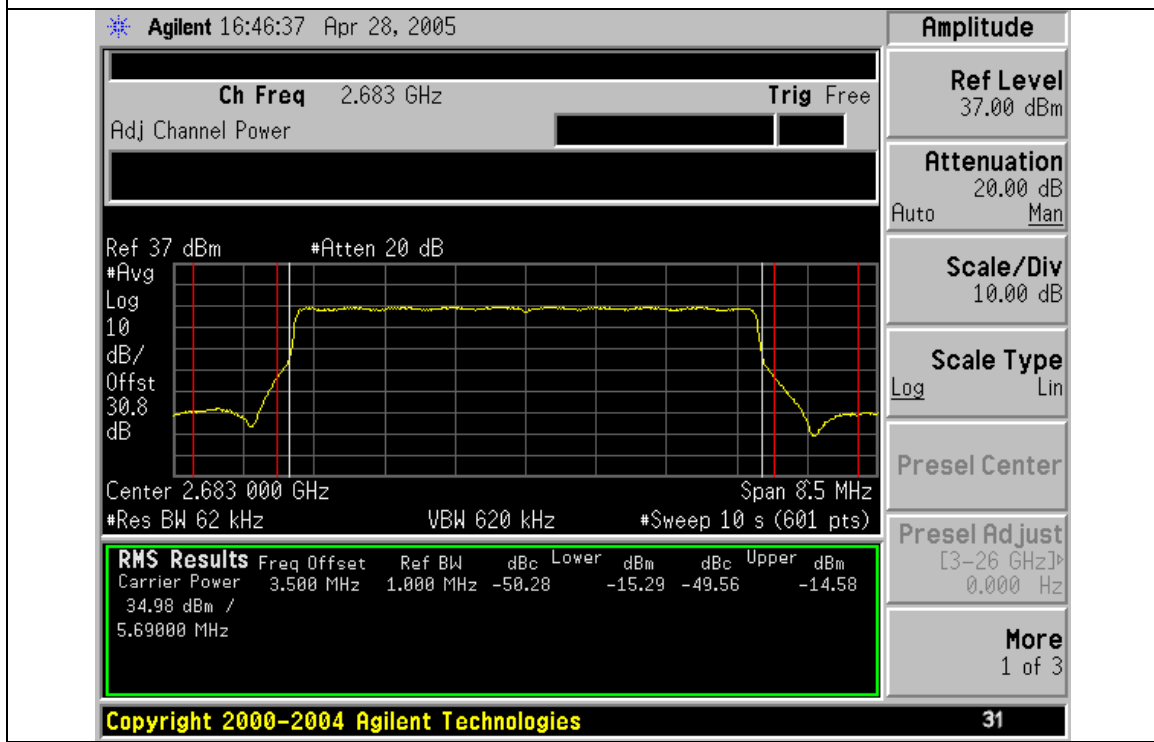 Agilent 16:46:37 Apr 28, 2005
Ch Freq 2.683 GHz Trig Free
Adj Channel Power
Ref 37 dBm #Atten 20 dB
#Avg
Log
10
dB/
Offst
30.8
dB
Center 2.683 000 GHz Span 8.5 MHz
#Res BW 62 kHz VBW 620 kHz #Sweep 10 s (601 pts)
RMS Results Freq Offset Ref BW dBc Lower dBm dBc Upper dBm
Carrier Power 3.500 MHz 1.000 MHz -50.28 -15.29 -49.56 -14.58
34.98 dBm /
5.69000 MHz
Amplitude
Ref Level
37.00 dBm
Attenuation
20.00 dB
Auto Man
Scale/Div
10.00 dB
Scale Type
Log Lin
Presel Center
Presel Adjust
[3-26 GHz]
0.000 Hz
More
1 of 3
Copyright 2000-2004 Agilent Technologies 31